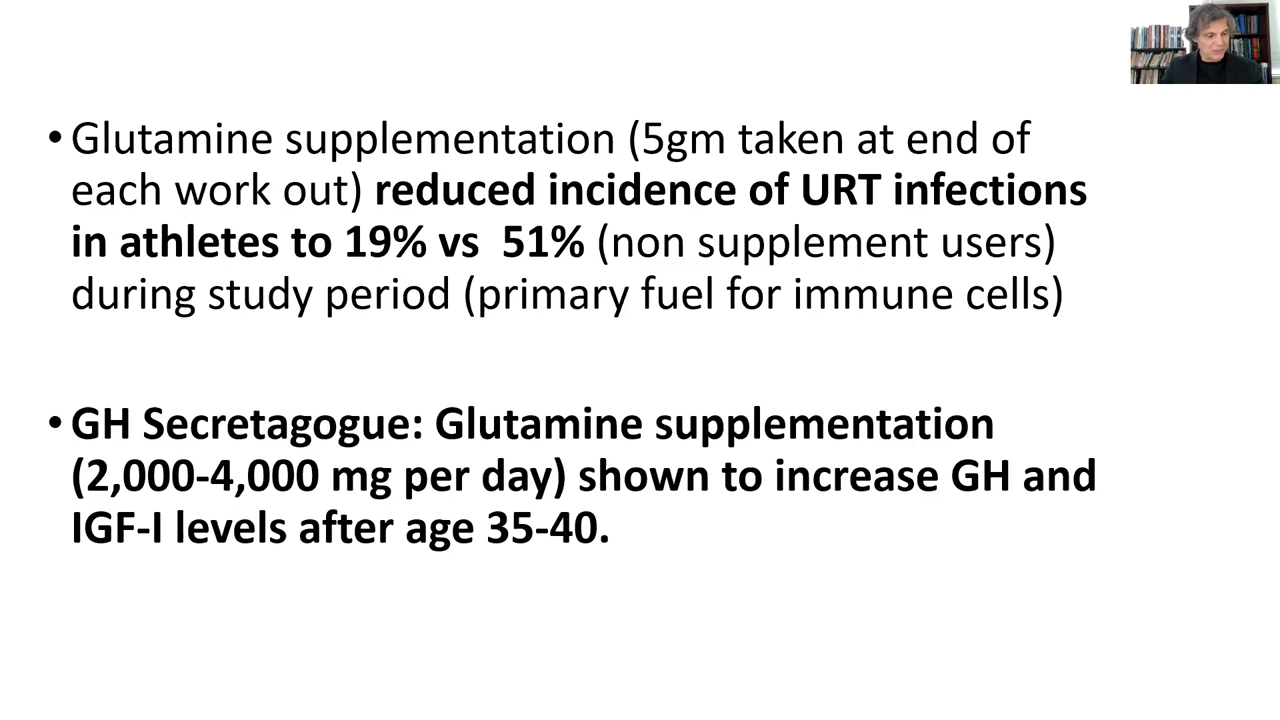 • Glutamine supplementation (5gm taken at end of
each work out) reduced incidence of URT infections
in athletes to 19% vs  51% (non supplement users)
during study period (primary fuel for immune cells)
• GH Secretagogue: Glutamine supplementation
(2,000-4,000 mg per day) shown to increase GH and
IGF-I levels after age 35-40.